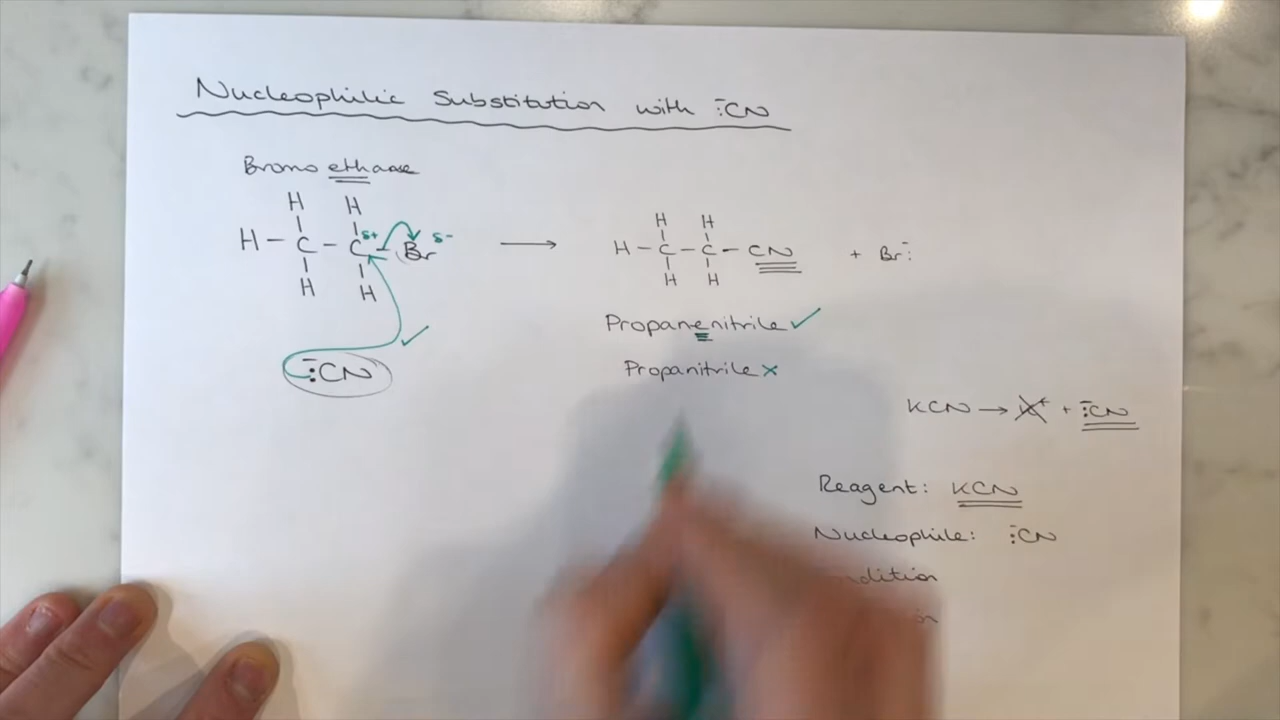 Nucleophilic Substitution with :̄CN
Bromoethane
H H
H - C - C - Br
δ+ δ-
H H
:̄CN
→
H H
H - C - C - CN + Br:̄
H H
Propanenitrile ✓
Propanitrile ×
KCN → K+ + :̄CN
Reagent: KCN
Nucleophile: :̄CN